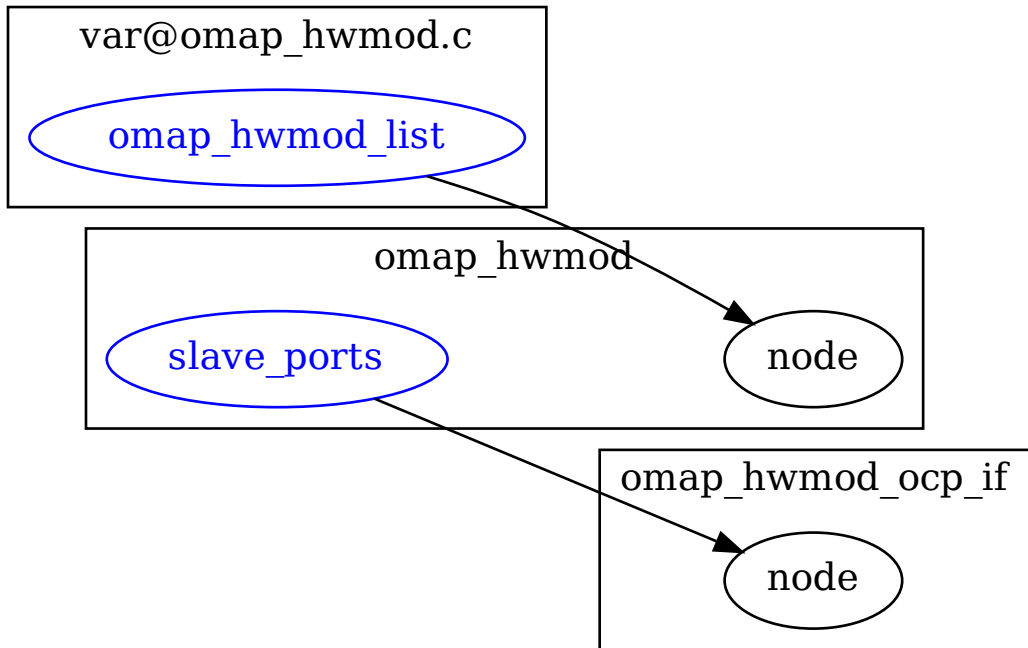 var@omap_hwmod.c
omap_hwmod_list
omap_hwmod
slave_ports
node
omap_hwmod_ocp_if
node